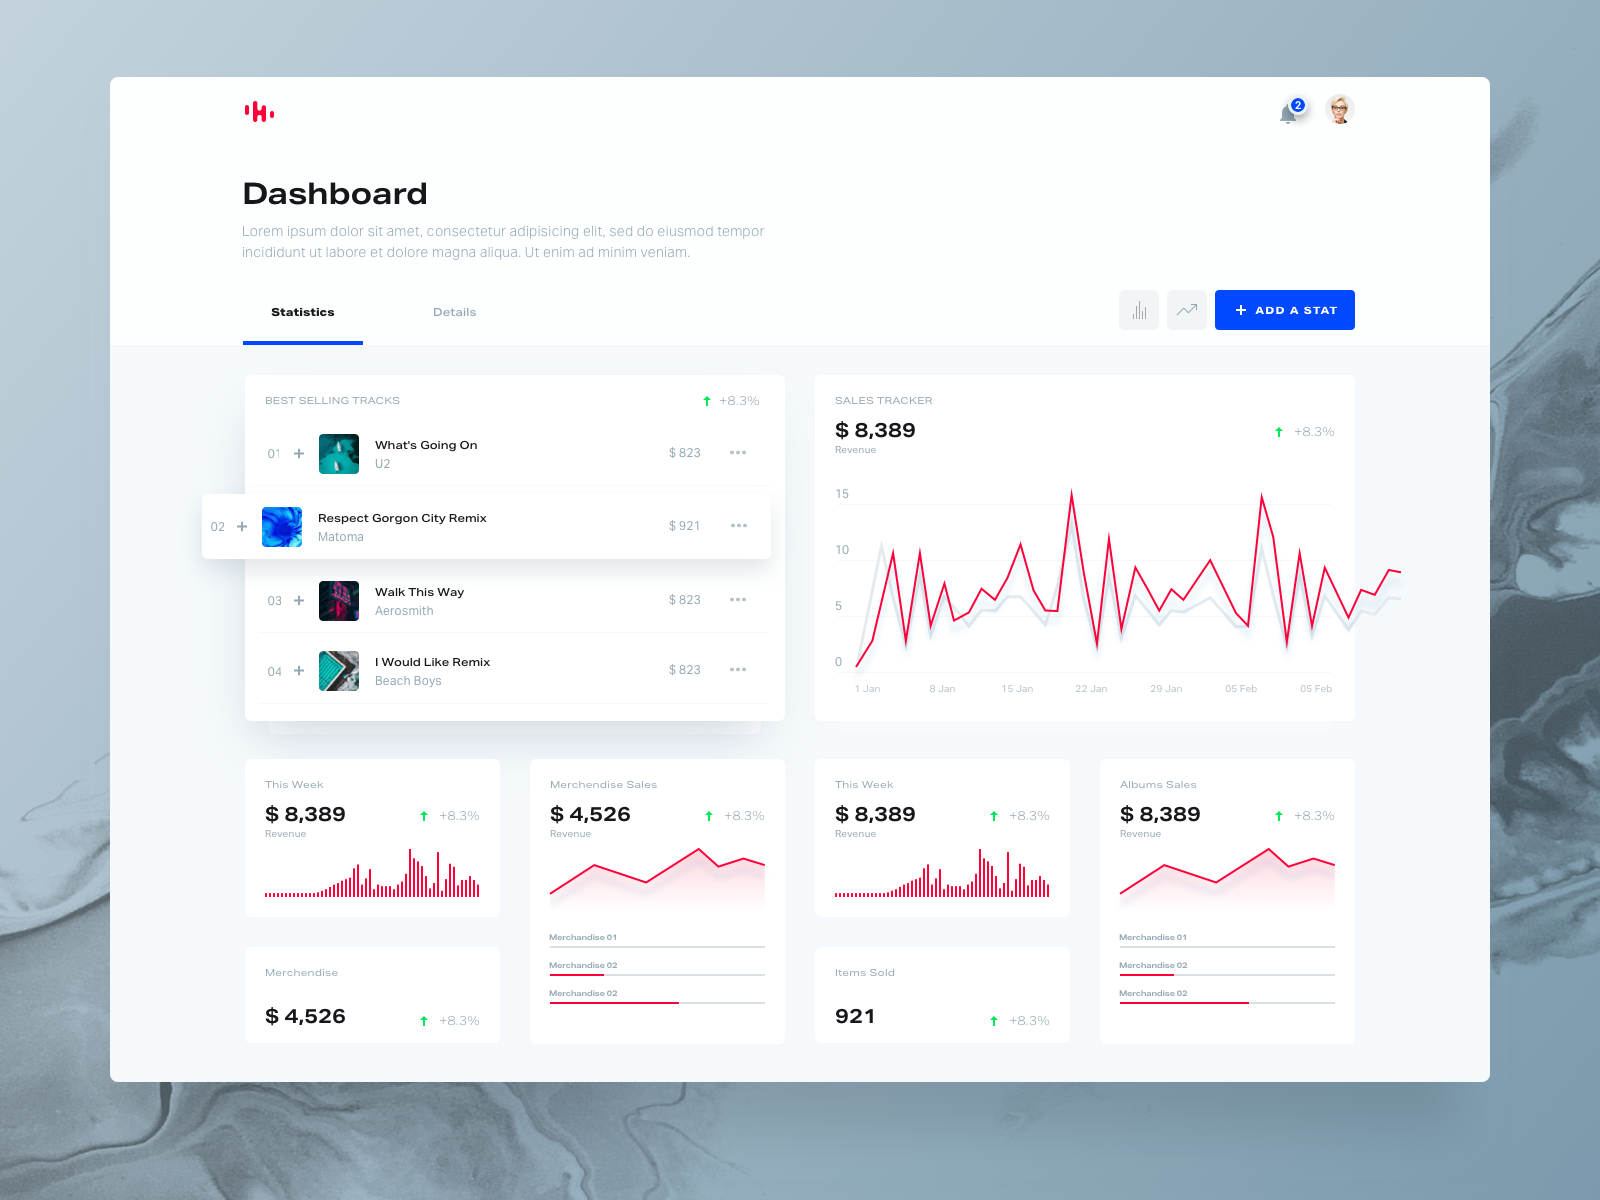 2
Dashboard
Lorem ipsum dolor sit amet, consectetur adipisicing elit, sed do eiusmod tempor
incididunt ut labore et dolore magna aliqua. Ut enim ad minim veniam.
Statistics
Details
+ ADD A STAT
BEST SELLING TRACKS
+8.3%
01
What's Going On
U2
$ 823
02
Respect Gorgon City Remix
Matoma
$ 921
03
Walk This Way
Aerosmith
$ 823
04
I Would Like Remix
Beach Boys
$ 823
SALES TRACKER
$ 8,389
Revenue
+8.3%
15
10
5
0
1 Jan
8 Jan
15 Jan
22 Jan
29 Jan
05 Feb
05 Feb
This Week
$ 8,389
+8.3%
Revenue
Merchandise Sales
$ 4,526
+8.3%
Revenue
Merchandise 01
Merchandise 02
Merchandise 02
This Week
$ 8,389
+8.3%
Revenue
Albums Sales
$ 8,389
+8.3%
Revenue
Merchandise 01
Merchandise 02
Merchandise 02
Merchandise
$ 4,526
+8.3%
Items Sold
921
+8.3%